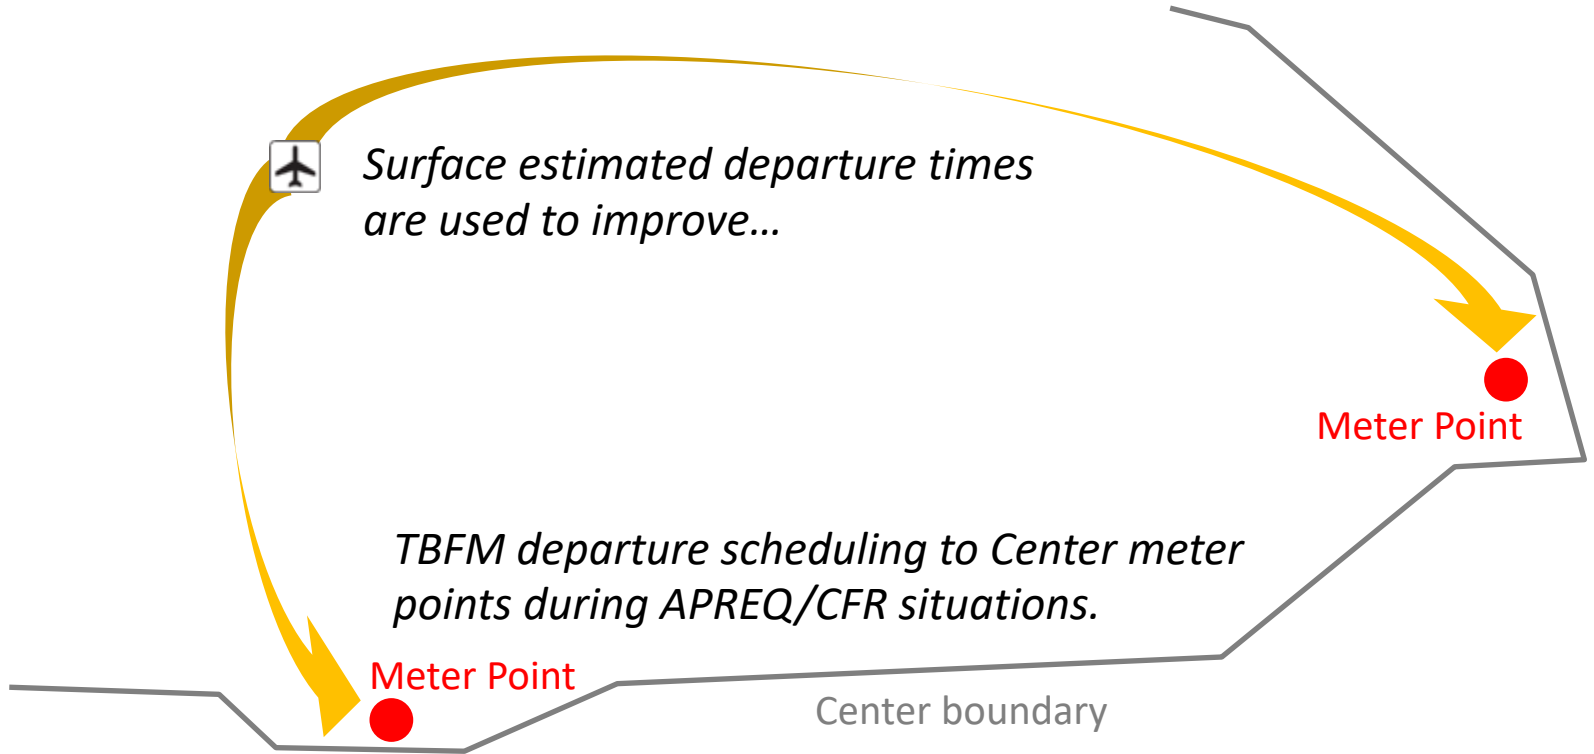 Surface estimated departure times
are used to improve…
Meter Point
TBFM departure scheduling to Center meter
points during APREQ/CFR situations.
Meter Point
Center boundary